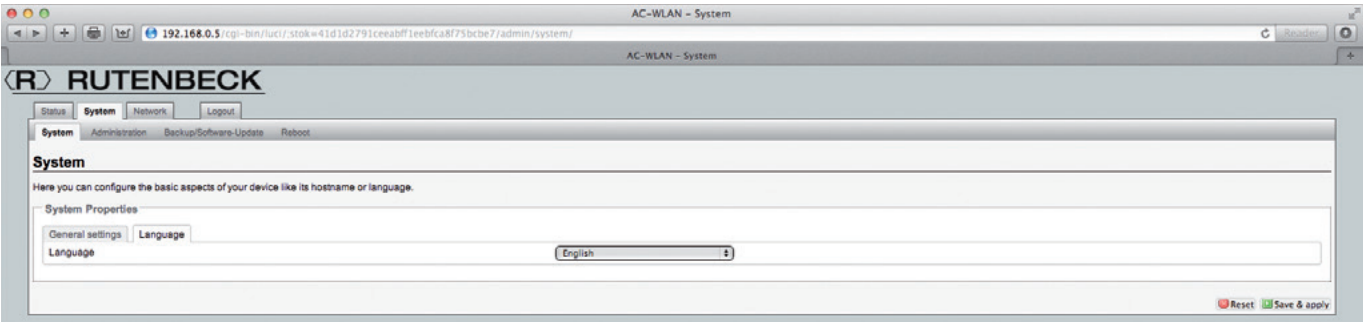 AC-WLAN – System
192.168.0.5/cgi-bin/luci/;stok=41d1d2791ceeabff1eebfca8f75bcbe7/admin/system/ Reader
AC-WLAN – System
⟨R⟩ RUTENBECK
Status System Network Logout
System Administration Backup/Software-Update Reboot
System
Here you can configure the basic aspects of your device like its hostname or language.
System Properties
General settings Language
Language English
Reset Save & apply